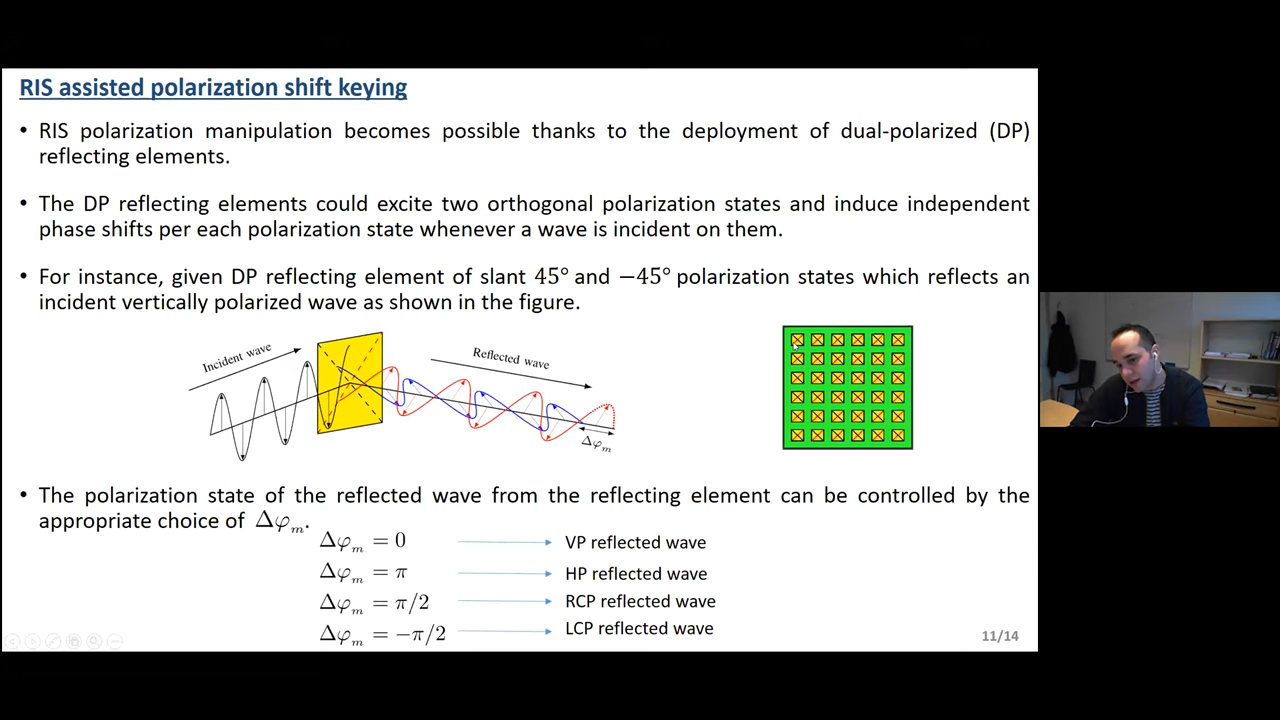 RIS assisted polarization shift keying
• RIS polarization manipulation becomes possible thanks to the deployment of dual-polarized (DP)
reflecting elements.
• The DP reflecting elements could excite two orthogonal polarization states and induce independent
phase shifts per each polarization state whenever a wave is incident on them.
• For instance, given DP reflecting element of slant 45° and −45° polarization states which reflects an
incident vertically polarized wave as shown in the figure.
Incident wave
Reflected wave
Δφₘ
• The polarization state of the reflected wave from the reflecting element can be controlled by the
appropriate choice of Δφₘ.
Δφₘ = 0 VP reflected wave
Δφₘ = π HP reflected wave
Δφₘ = π/2 RCP reflected wave
Δφₘ = −π/2 LCP reflected wave
11/14